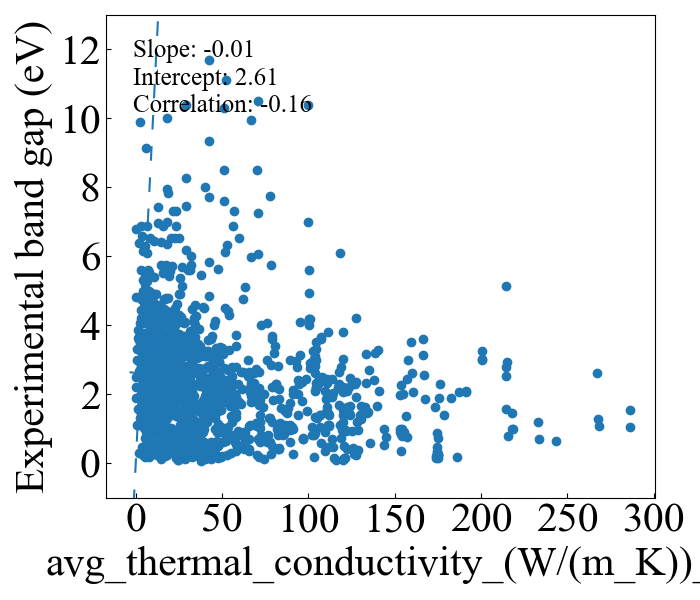 Slope: -0.01
Intercept: 2.61
Correlation: -0.16
Experimental band gap (eV)
12
10
8
6
4
2
0
0 50 100 150 200 250 300
avg_thermal_conductivity_(W/(m_K))_